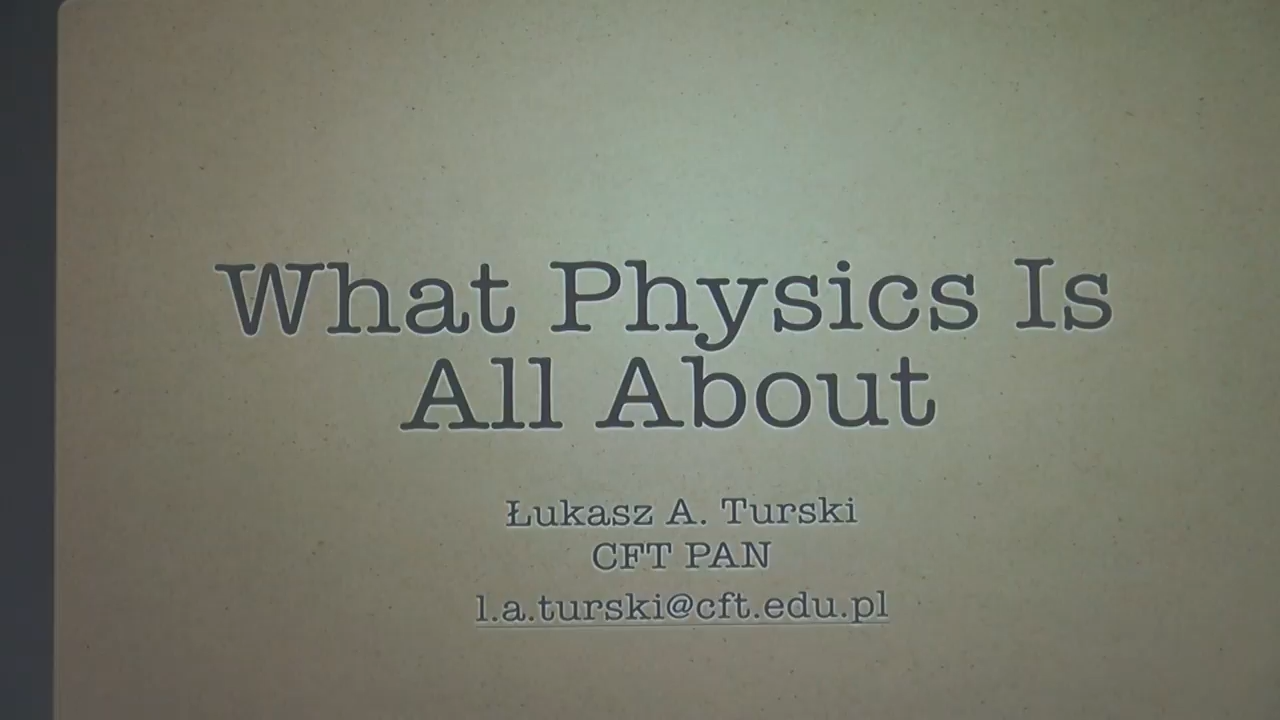 What Physics Is
All About
Łukasz A. Turski
CFT PAN
l.a.turski@cft.edu.pl